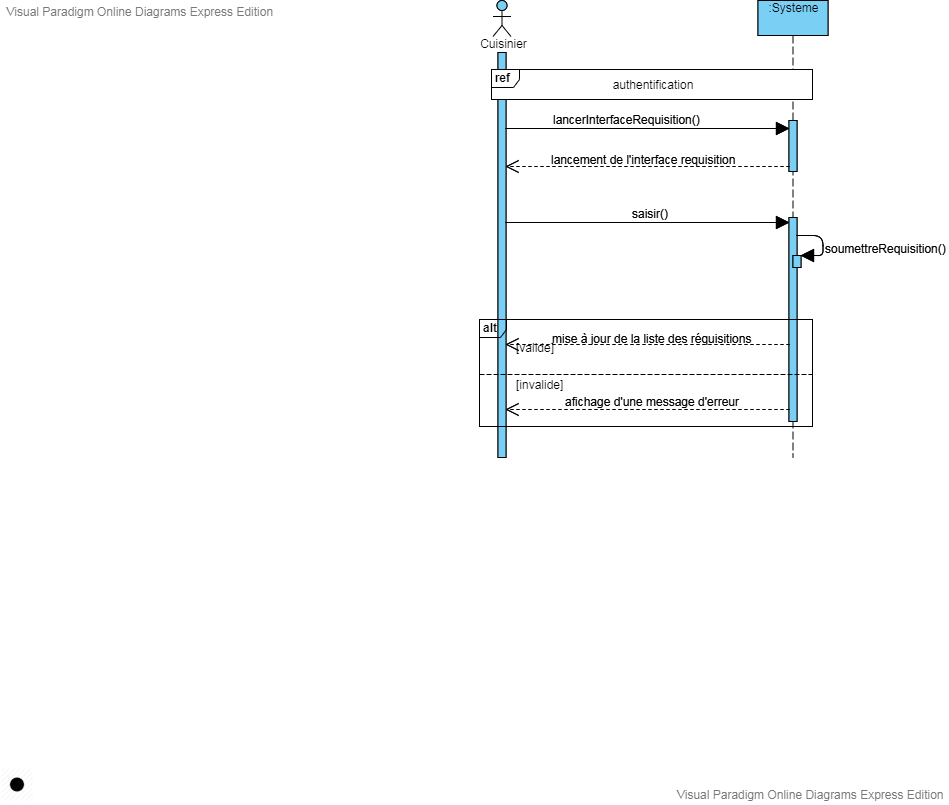 Visual Paradigm Online Diagrams Express Edition
:Systeme
Cuisinier
ref
authentification
lancerInterfaceRequisition()
lancement de l'interface requisition
saisir()
soumettreRequisition()
alt
mise à jour de la liste des réquisitions
[valide]
[invalide]
afichage d'une message d'erreur
Visual Paradigm Online Diagrams Express Edition